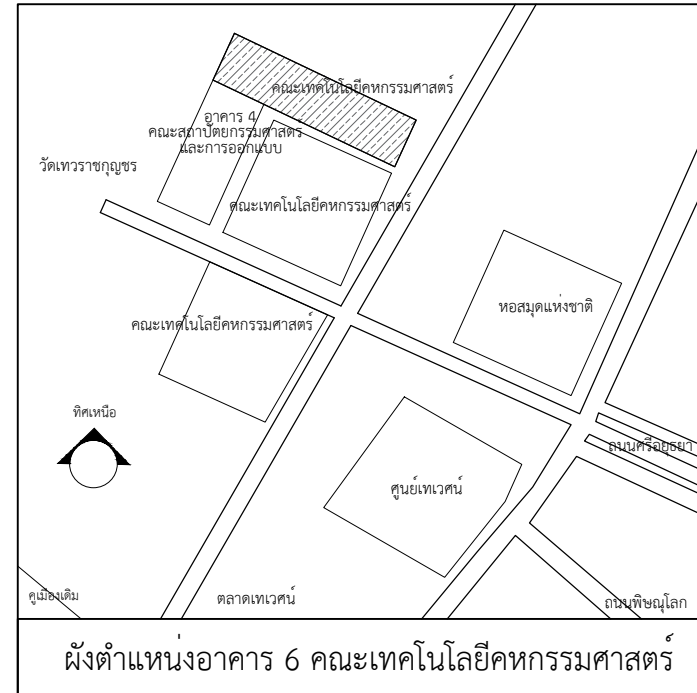 คณะเทคโนโลยีคหกรรมศาสตร์
อาคาร 4
คณะสถาปัตยกรรมศาสตร์
และการออกแบบ
วัดเทวราชกุญชร
คณะเทคโนโลยีคหกรรมศาสตร์
หอสมุดแห่งชาติ
คณะเทคโนโลยีคหกรรมศาสตร์
ทิศเหนือ
ถนนศรีอยุธยา
ศูนย์เทเวศน์
คูเมืองเดิม
ตลาดเทเวศน์
ถนนพิษณุโลก
ผังตำแหน่งอาคาร 6 คณะเทคโนโลยีคหกรรมศาสตร์